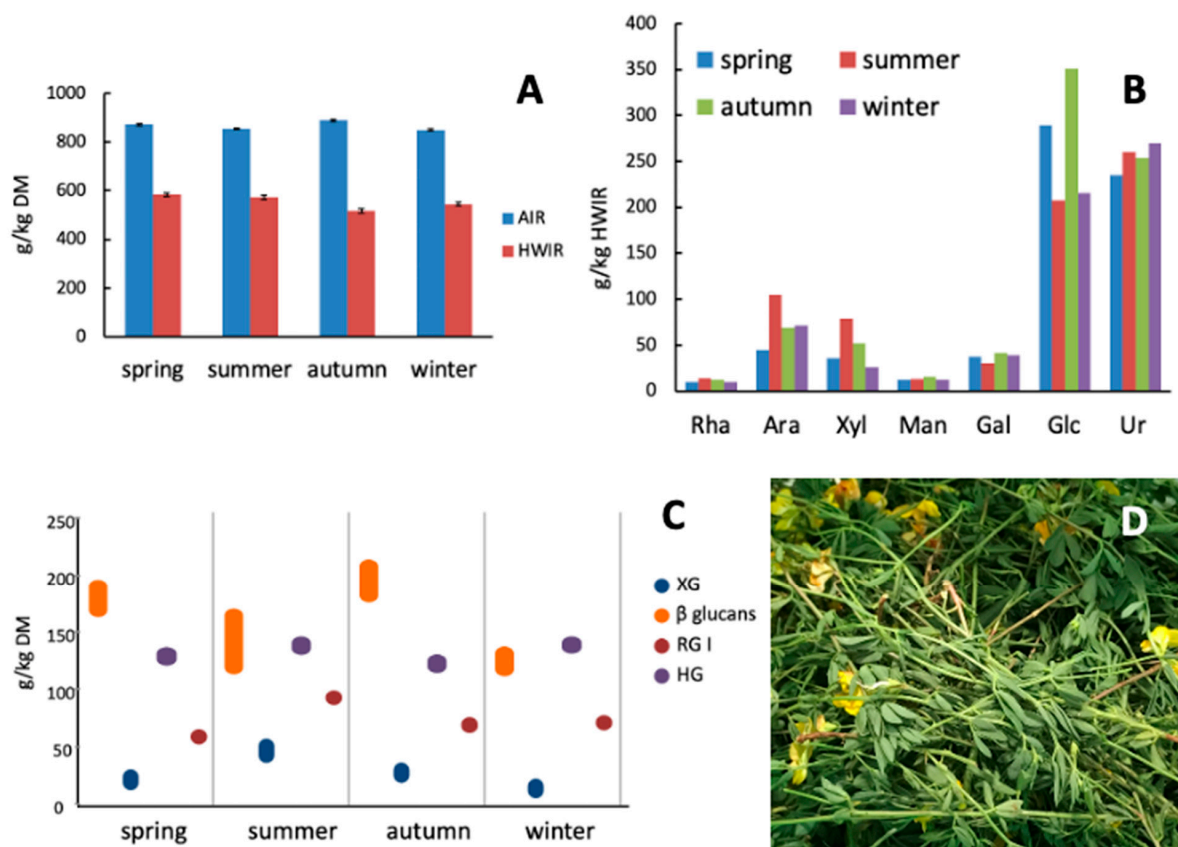 A
1000
800
600
400
200
0
g/kg DM
spring summer autumn winter
AIR
HWIR
B
400
350
300
250
200
150
100
50
0
g/kg HWIR
spring summer
autumn winter
Rha Ara Xyl Man Gal Glc Ur
C
250
200
150
100
50
0
g/kg DM
spring summer autumn winter
XG
β glucans
RG I
HG
D